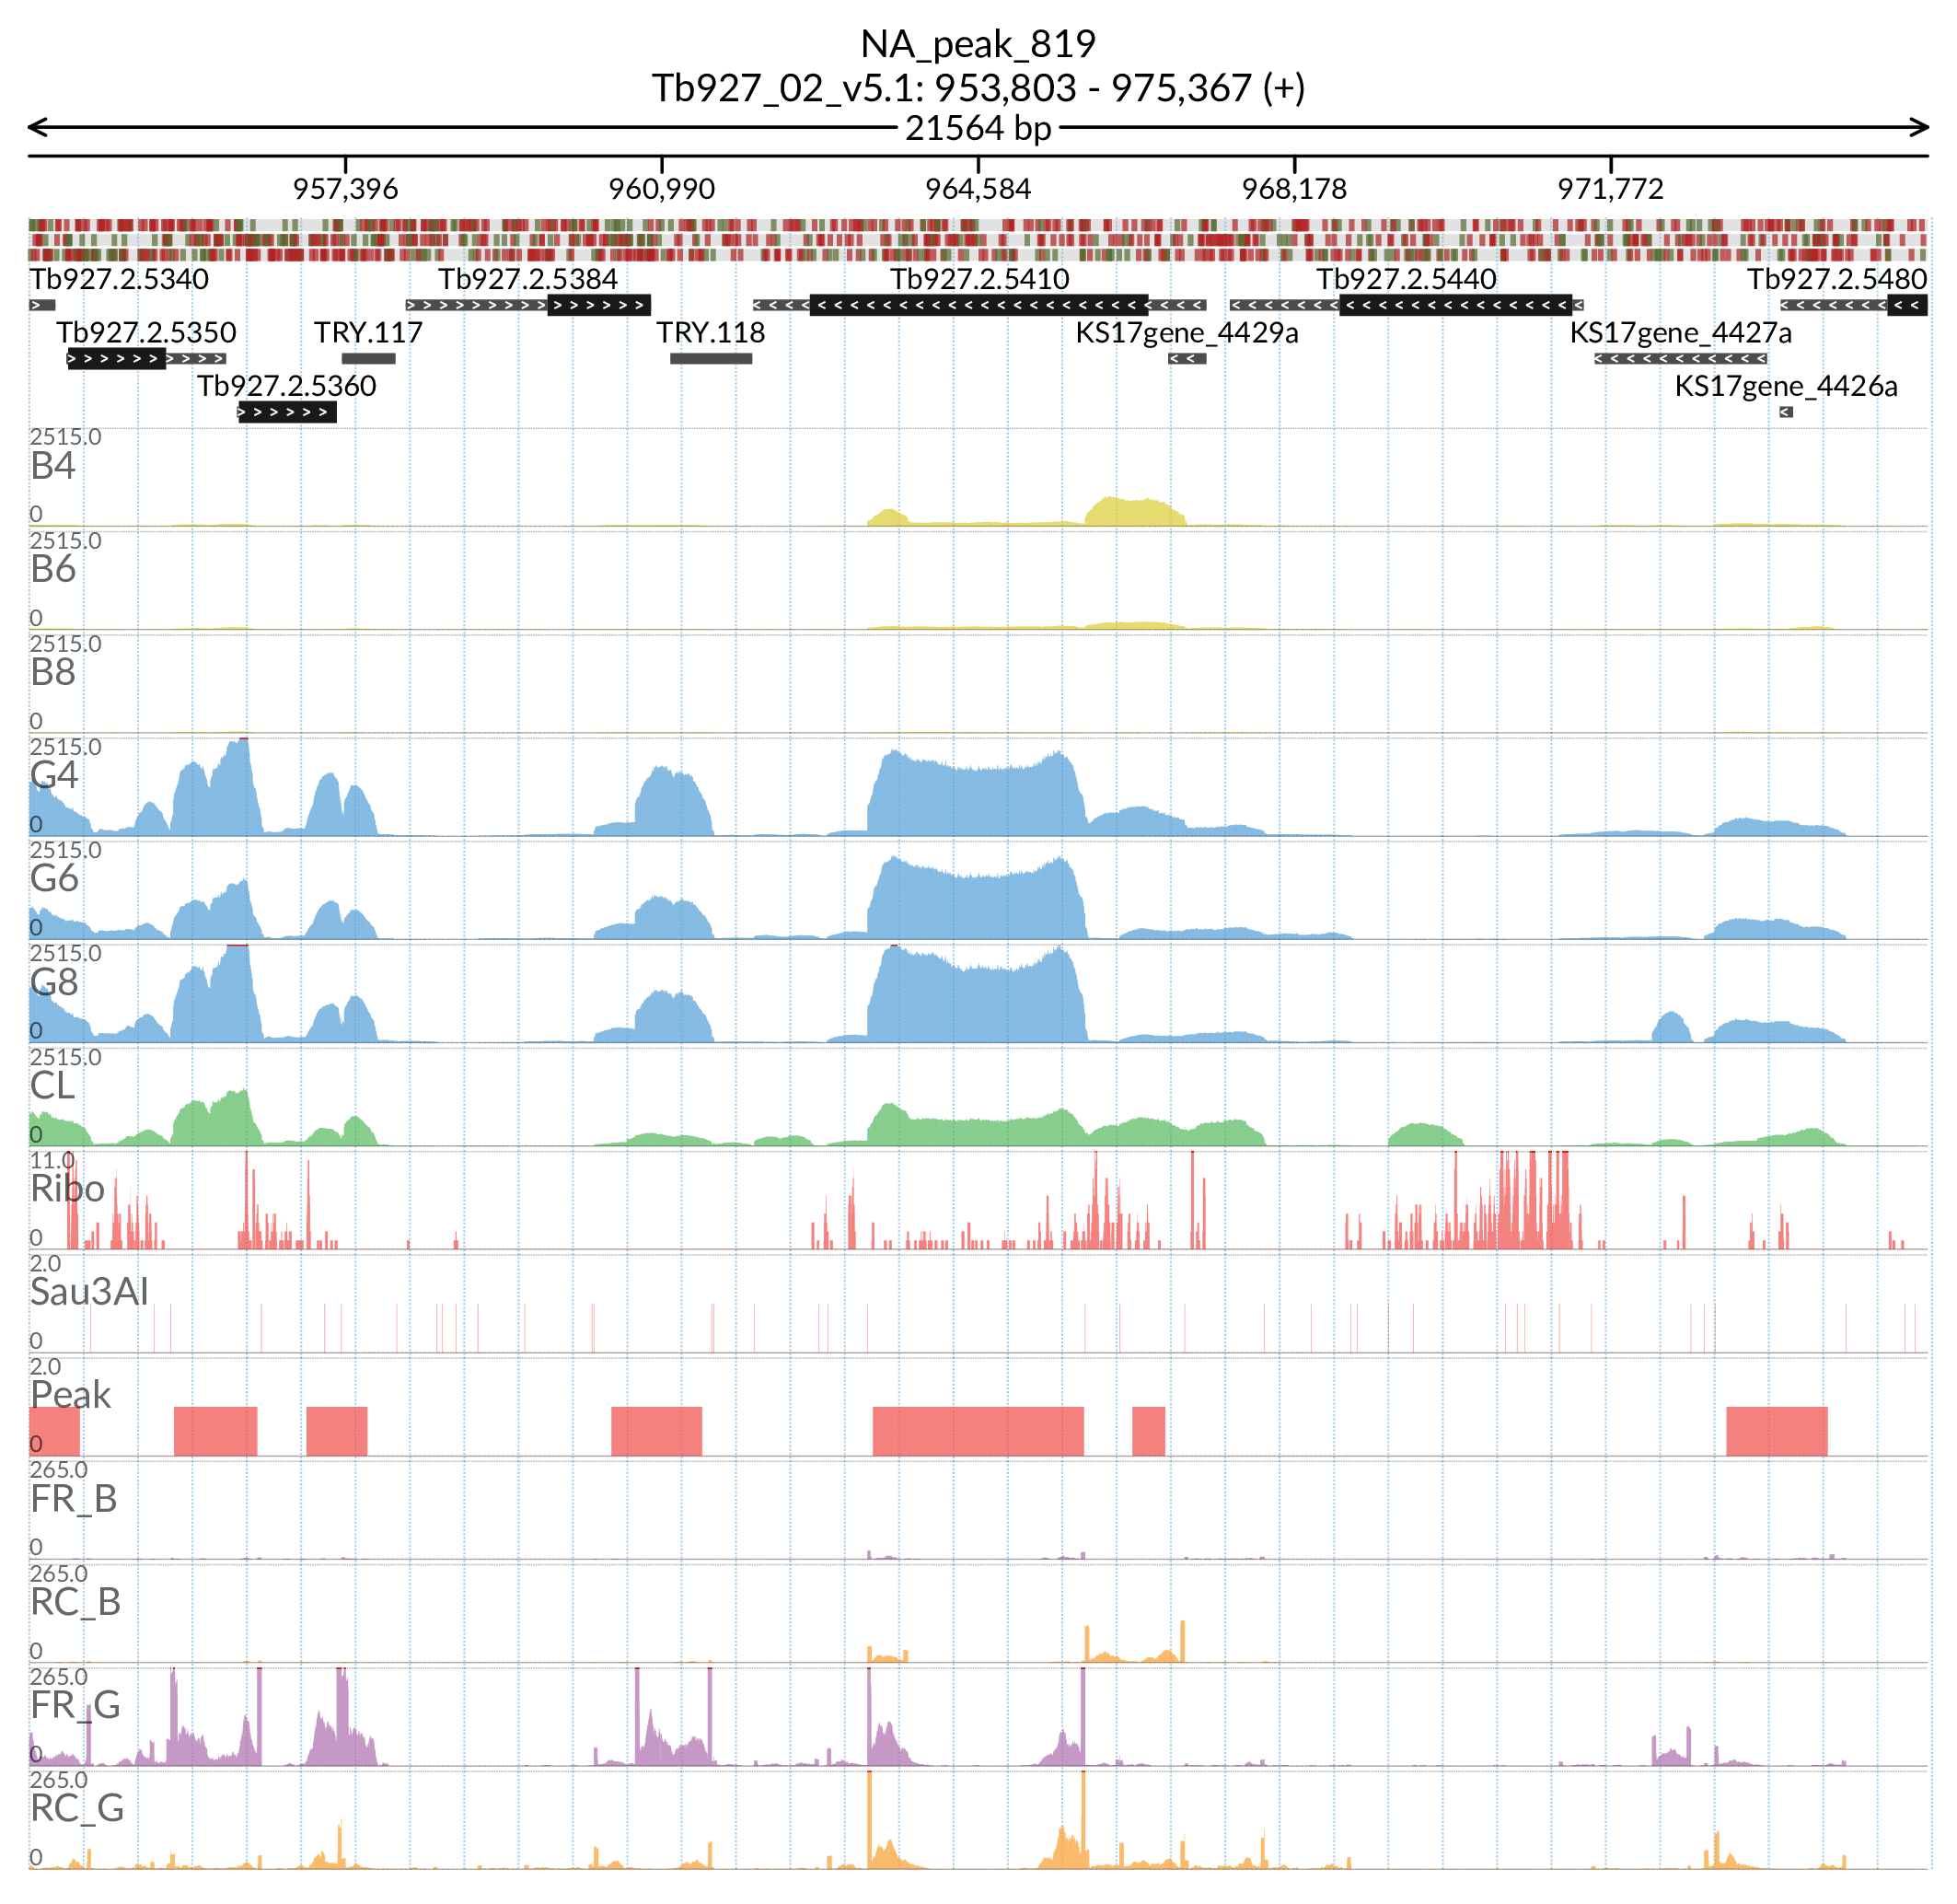 NA_peak_819
Tb927_02_v5.1: 953,803 - 975,367 (+)
21564 bp
957,396 960,990 964,584 968,178 971,772
Tb927.2.5340 Tb927.2.5384 Tb927.2.5410 Tb927.2.5440 Tb927.2.5480
Tb927.2.5350 TRY.117 TRY.118 KS17gene_4429a KS17gene_4427a
Tb927.2.5360 KS17gene_4426a
2515.0
B4
0
2515.0
B6
0
2515.0
B8
0
2515.0
G4
0
2515.0
G6
0
2515.0
G8
0
2515.0
CL
0
11.0
Ribo
0
2.0
Sau3AI
0
2.0
Peak
0
265.0
FR_B
0
265.0
RC_B
0
265.0
FR_G
0
265.0
RC_G
0